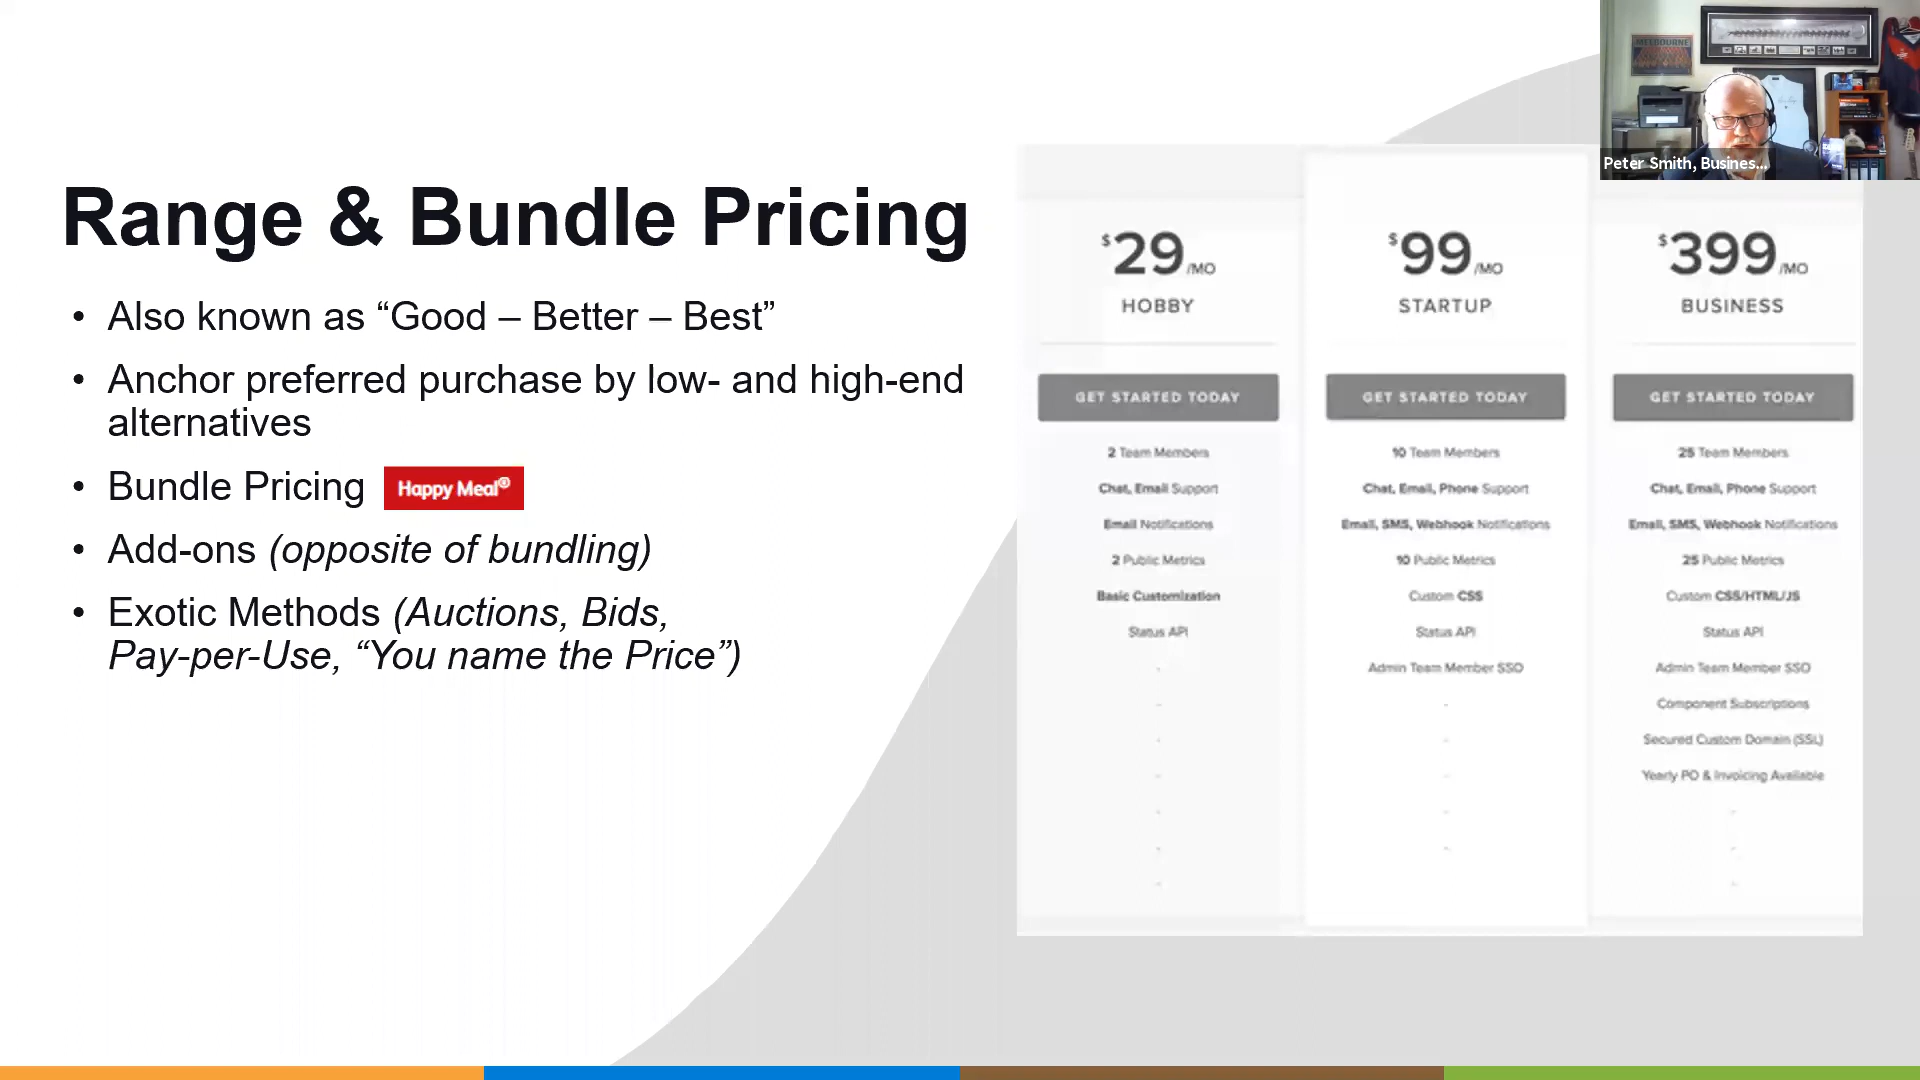 MELBOURNE
Peter Smith, Busines...
Range & Bundle Pricing
• Also known as “Good – Better – Best”
• Anchor preferred purchase by low- and high-end
alternatives
• Bundle Pricing Happy Meal®
• Add-ons (opposite of bundling)
• Exotic Methods (Auctions, Bids,
Pay-per-Use, “You name the Price”)
$29/MO
HOBBY
GET STARTED TODAY
2 Team Members
Chat, Email Support
Email Notifications
2 Public Metrics
Basic Customization
Status API
-
-
-
-
-
-
-
$99/MO
STARTUP
GET STARTED TODAY
10 Team Members
Chat, Email, Phone Support
Email, SMS, Webhook Notifications
10 Public Metrics
Custom CSS
Status API
Admin Team Member SSO
-
-
-
-
-
$399/MO
BUSINESS
GET STARTED TODAY
25 Team Members
Chat, Email, Phone Support
Email, SMS, Webhook Notifications
25 Public Metrics
Custom CSS/HTML/JS
Status API
Admin Team Member SSO
Component Subscriptions
Secured Custom Domain (SSL)
Yearly PO & Invoicing Available
-
-
-